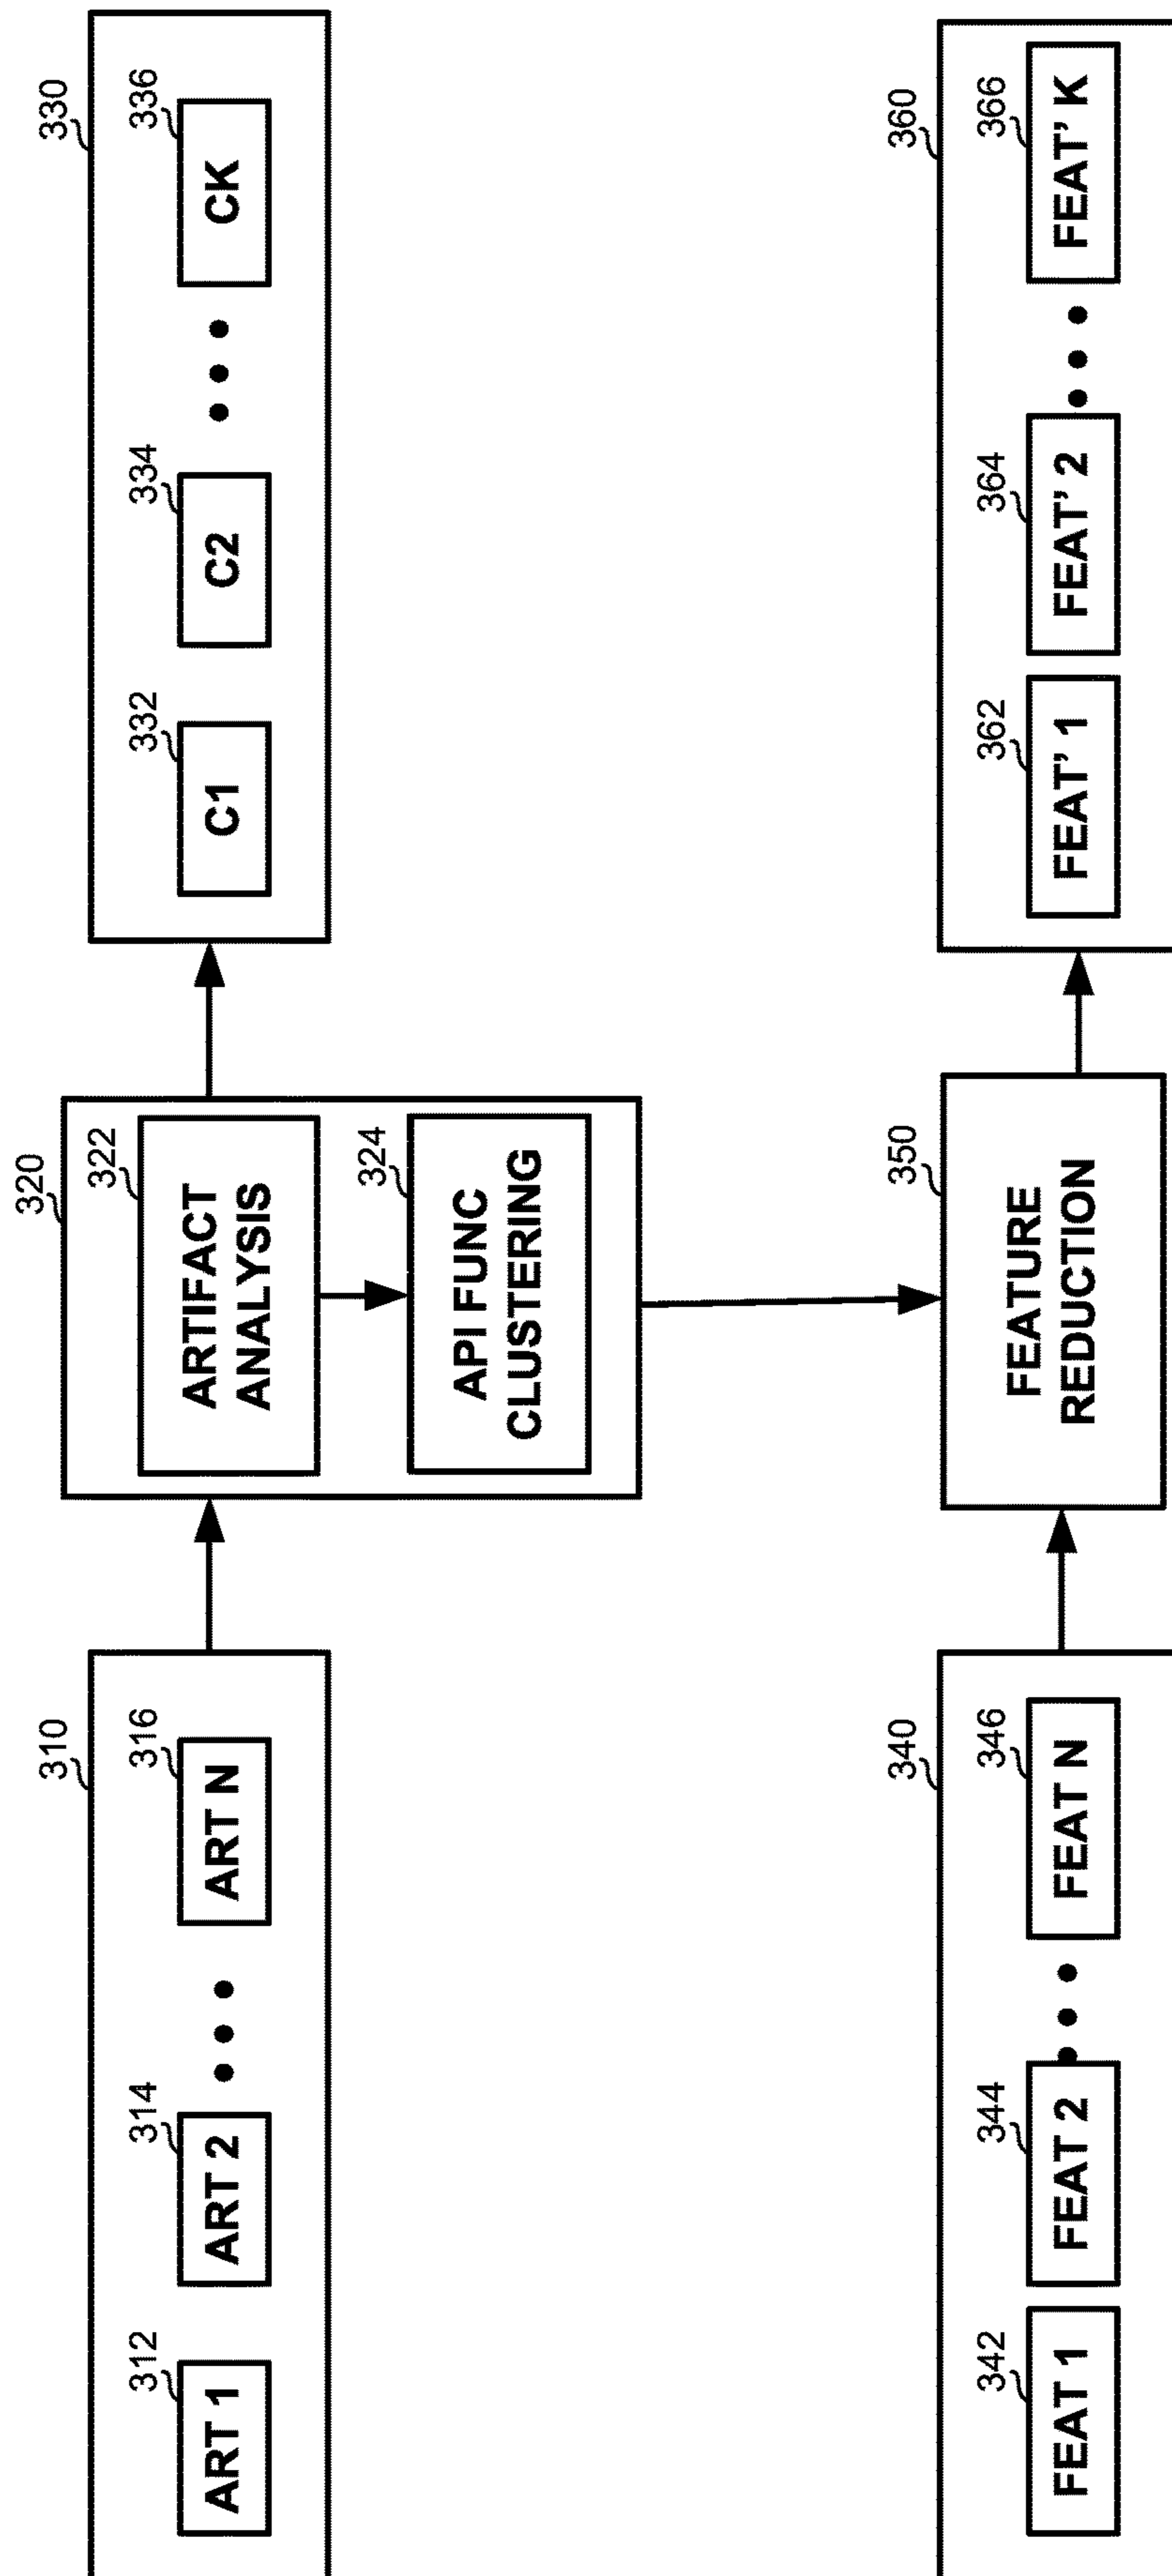 310
312
ART 1
314
ART 2
316
ART N
320
322
ARTIFACT
ANALYSIS
324
API FUNC
CLUSTERING
330
332
C1
334
C2
336
CK
340
342
FEAT 1
344
FEAT 2
346
FEAT N
350
FEATURE
REDUCTION
360
362
FEAT' 1
364
FEAT' 2
366
FEAT' K